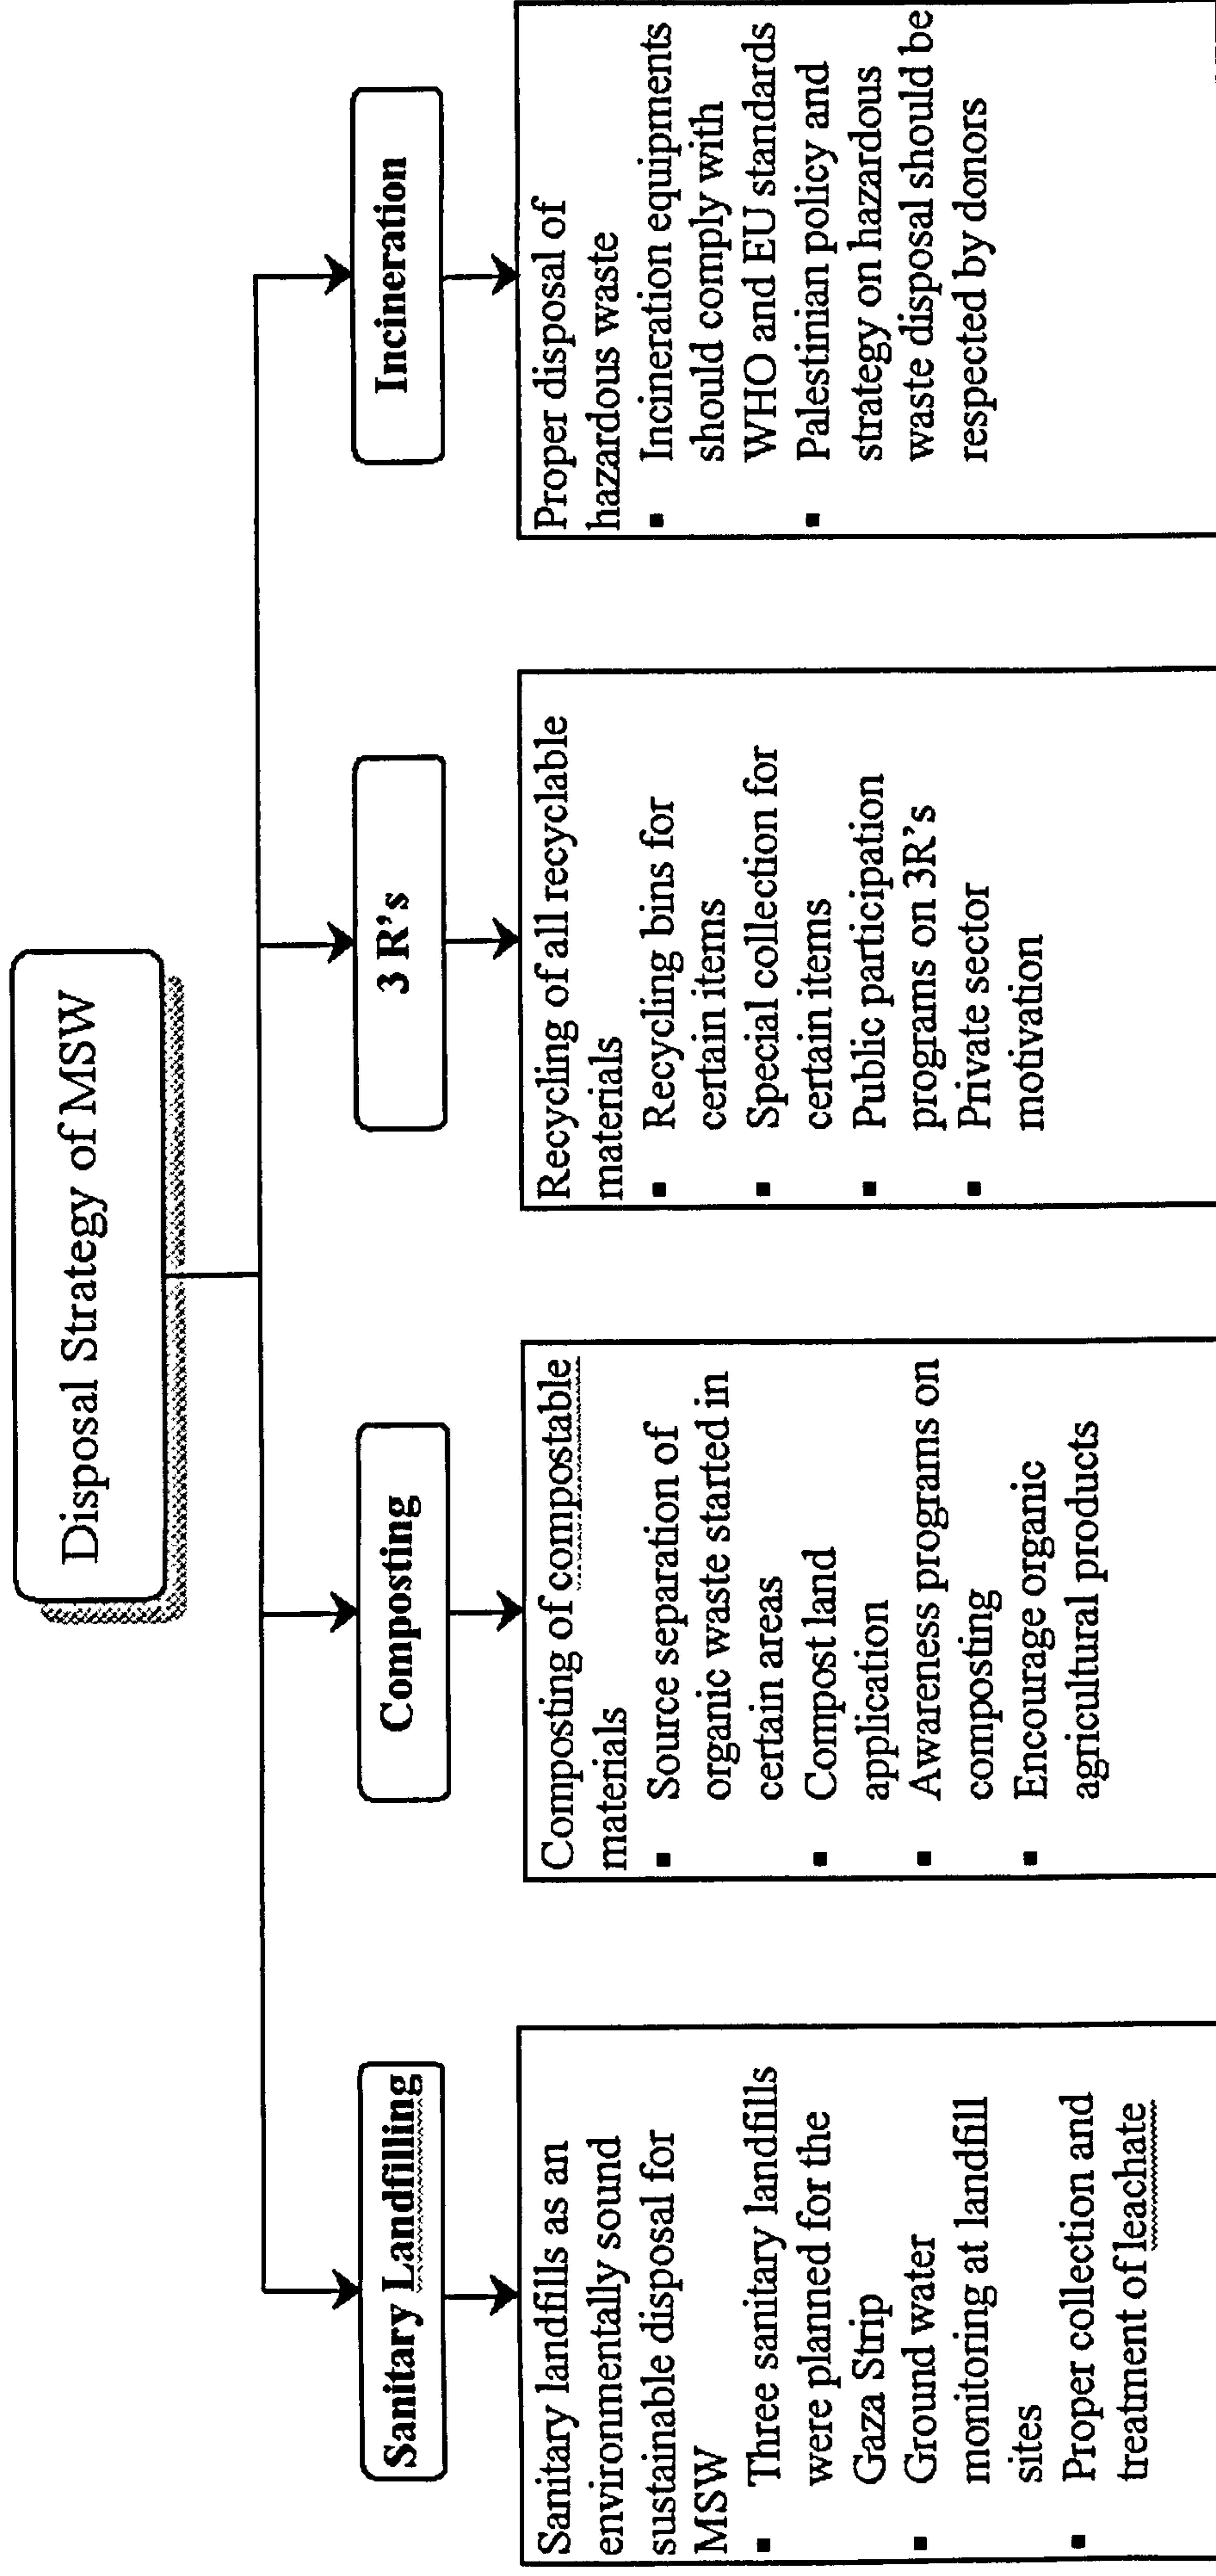 Disposal Strategy of MSW
Sanitary Landfilling
Sanitary landfills as an
environmentally sound
sustainable disposal for
MSW
▪ Three sanitary landfills
were planned for the
Gaza Strip
▪ Ground water
monitoring at landfill
sites
▪ Proper collection and
treatment of leachate
Composting
Composting of compostable
materials
▪ Source separation of
organic waste started in
certain areas
▪ Compost land
application
▪ Awareness programs on
composting
▪ Encourage organic
agricultural products
3 R's
Recycling of all recyclable
materials
▪ Recycling bins for
certain items
▪ Special collection for
certain items
▪ Public participation
programs on 3R's
▪ Private sector
motivation
Incineration
Proper disposal of
hazardous waste
▪ Incineration equipments
should comply with
WHO and EU standards
▪ Palestinian policy and
strategy on hazardous
waste disposal should be
respected by donors